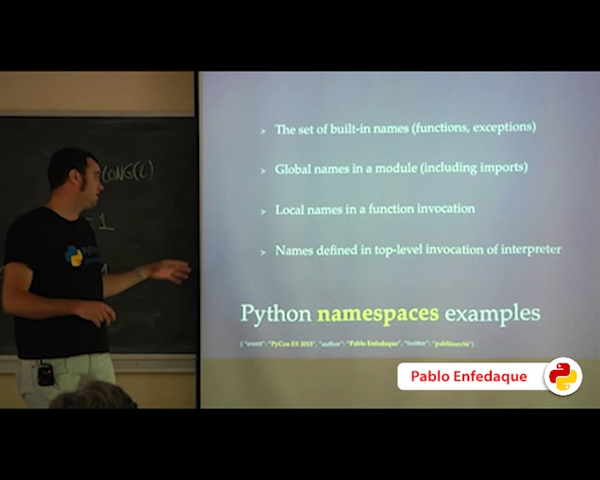 > The set of built-in names (functions, exceptions)
> Global names in a module (including imports)
> Local names in a function invocation
> Names defined in top-level invocation of interpreter
Python namespaces examples
{ "event": "PyCon ES 2013", "author": "Pablo Enfedaque", "twitter":
Pablo Enfedaque
LONG(L)
1